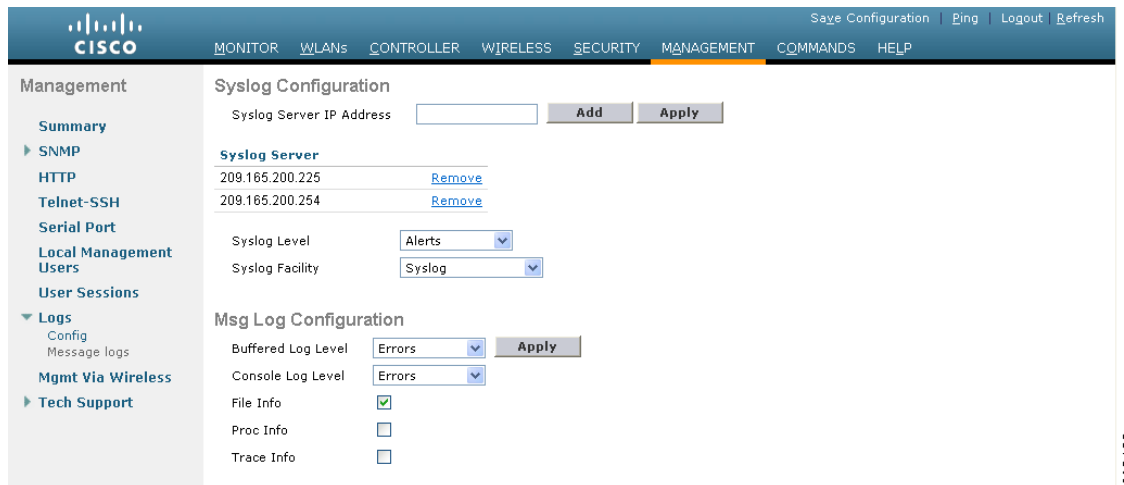 Save Configuration | Ping | Logout | Refresh
CISCO
MONITOR WLANs CONTROLLER WIRELESS SECURITY MANAGEMENT COMMANDS HELP
Management
Summary
SNMP
HTTP
Telnet-SSH
Serial Port
Local Management
Users
User Sessions
Logs
Config
Message logs
Mgmt Via Wireless
Tech Support
Syslog Configuration
Syslog Server IP Address Add Apply
Syslog Server
209.165.200.225 Remove
209.165.200.254 Remove
Syslog Level Alerts
Syslog Facility Syslog
Msg Log Configuration
Buffered Log Level Errors Apply
Console Log Level Errors
File Info
Proc Info
Trace Info